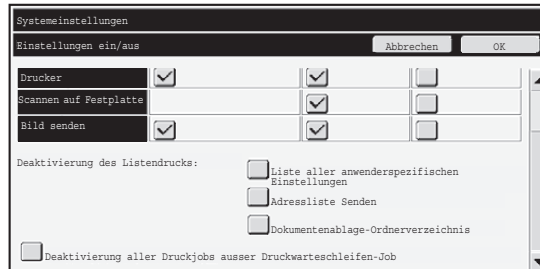 Systemeinstellungen
Einstellungen ein/aus
Abbrechen
OK
Drucker
Scannen auf Festplatte
Bild senden
Deaktivierung des Listendrucks:
Liste aller anwenderspezifischen
Einstellungen
Adressliste Senden
Dokumentenablage-Ordnerverzeichnis
Deaktivierung aller Druckjobs ausser Druckwarteschleifen-Job